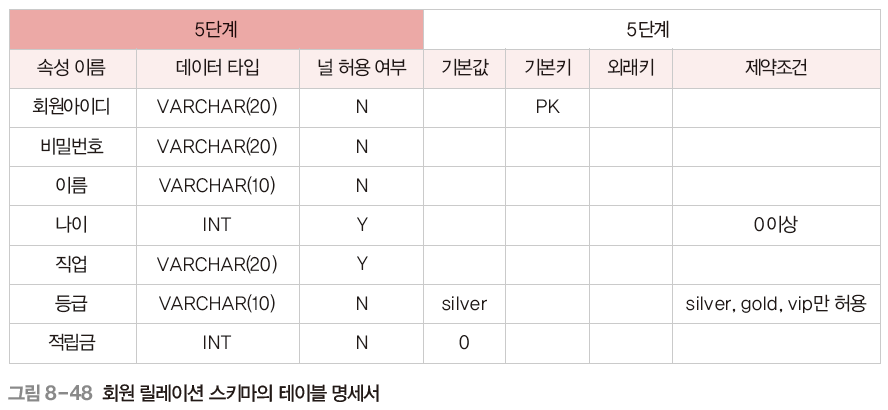 5단계 5단계
속성 이름 데이터 타입 널 허용 여부 기본값 기본키 외래키 제약조건
회원아이디 VARCHAR(20) N PK
비밀번호 VARCHAR(20) N
이름 VARCHAR(10) N
나이 INT Y 0이상
직업 VARCHAR(20) Y
등급 VARCHAR(10) N silver silver, gold, vip만 허용
적립금 INT N 0
그림 8-48 회원 릴레이션 스키마의 테이블 명세서